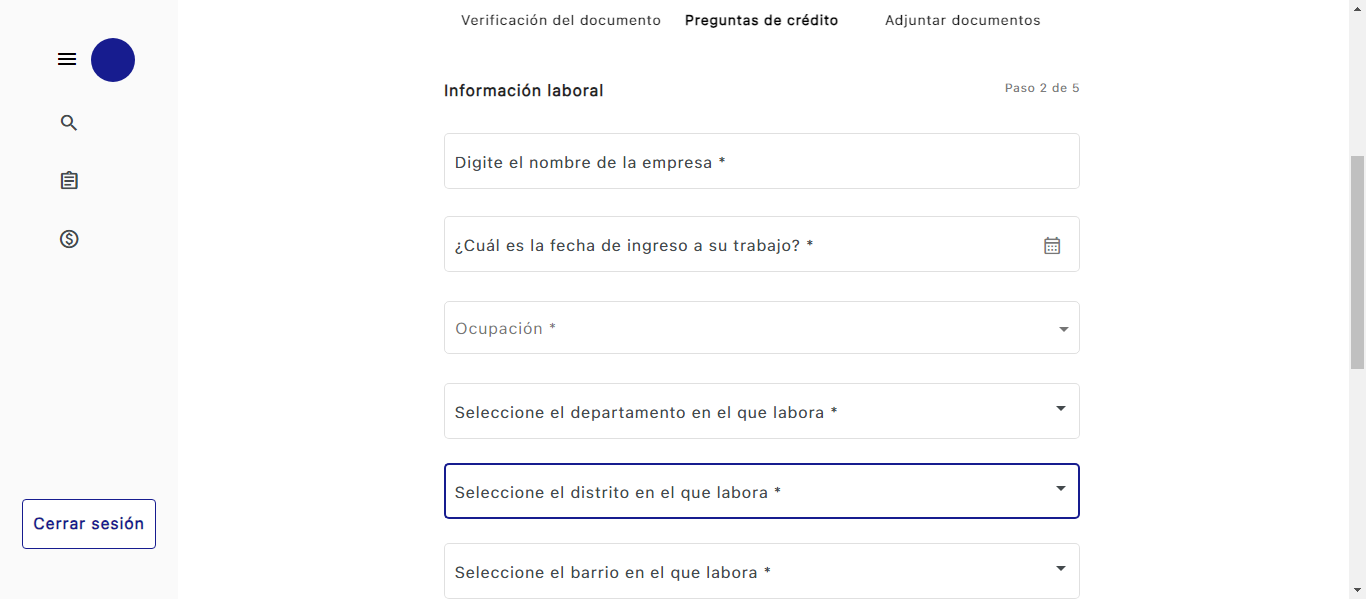 Verificación del documento
Preguntas de crédito
Adjuntar documentos
Información laboral
Paso 2 de 5
Digite el nombre de la empresa *
¿Cuál es la fecha de ingreso a su trabajo? *
Ocupación *
Seleccione el departamento en el que labora *
Seleccione el distrito en el que labora *
Seleccione el barrio en el que labora *
Cerrar sesión